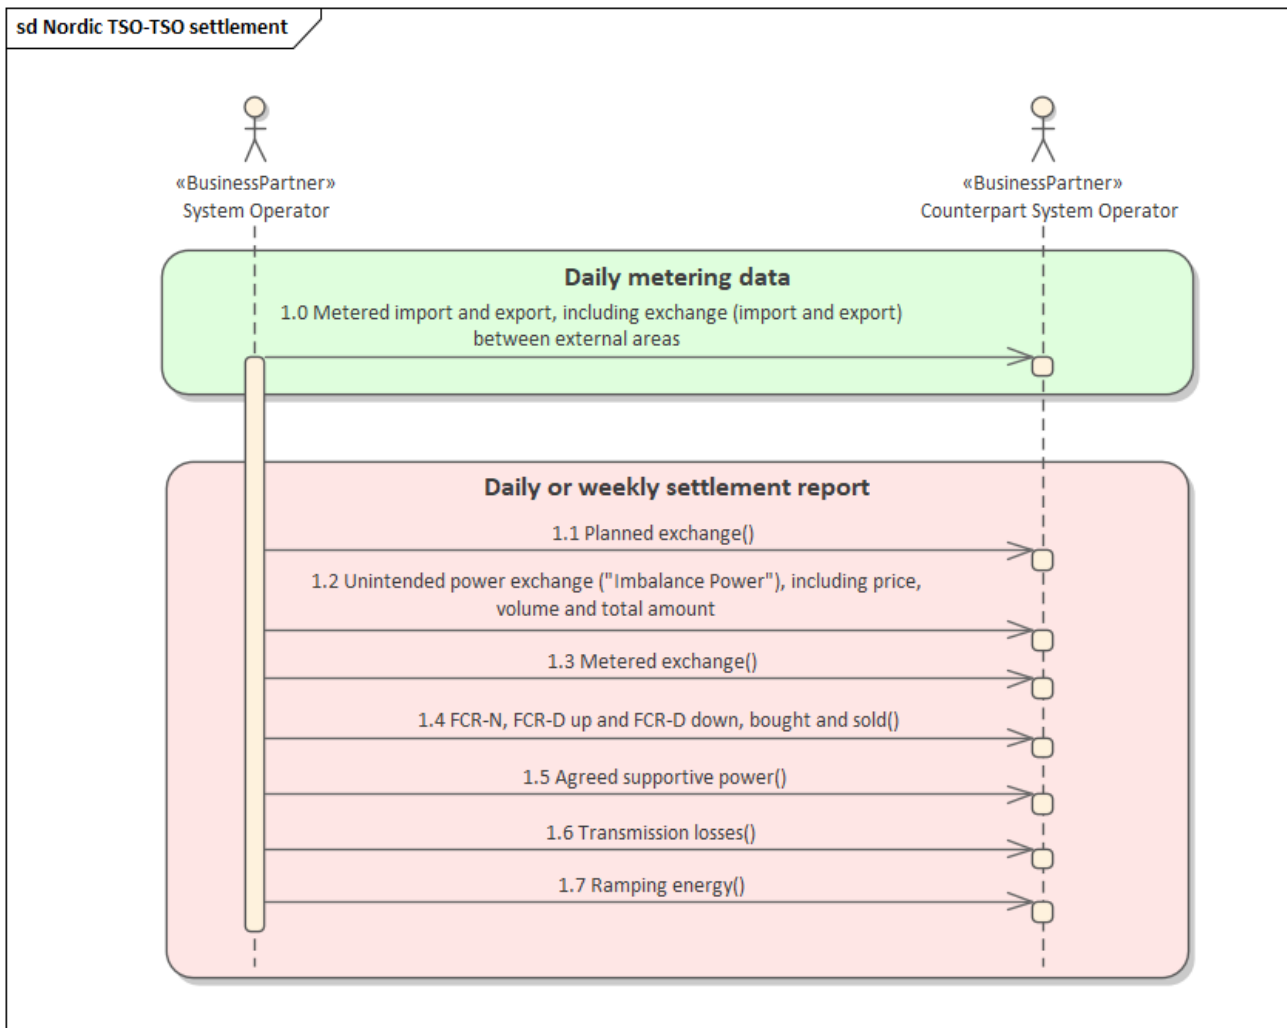 sd Nordic TSO-TSO settlement
«BusinessPartner»
System Operator
«BusinessPartner»
Counterpart System Operator
Daily metering data
1.0 Metered import and export, including exchange (import and export)
between external areas
Daily or weekly settlement report
1.1 Planned exchange()
1.2 Unintended power exchange ("Imbalance Power"), including price,
volume and total amount
1.3 Metered exchange()
1.4 FCR-N, FCR-D up and FCR-D down, bought and sold()
1.5 Agreed supportive power()
1.6 Transmission losses()
1.7 Ramping energy()